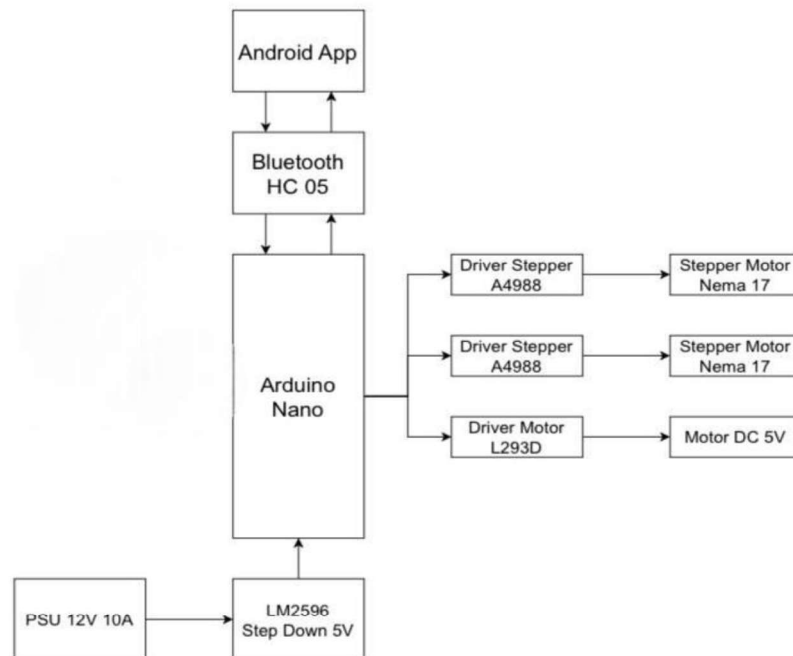 Android App
Bluetooth
HC 05
Arduino
Nano
Driver Stepper
A4988
Stepper Motor
Nema 17
Driver Stepper
A4988
Stepper Motor
Nema 17
Driver Motor
L293D
Motor DC 5V
PSU 12V 10A
LM2596
Step Down 5V